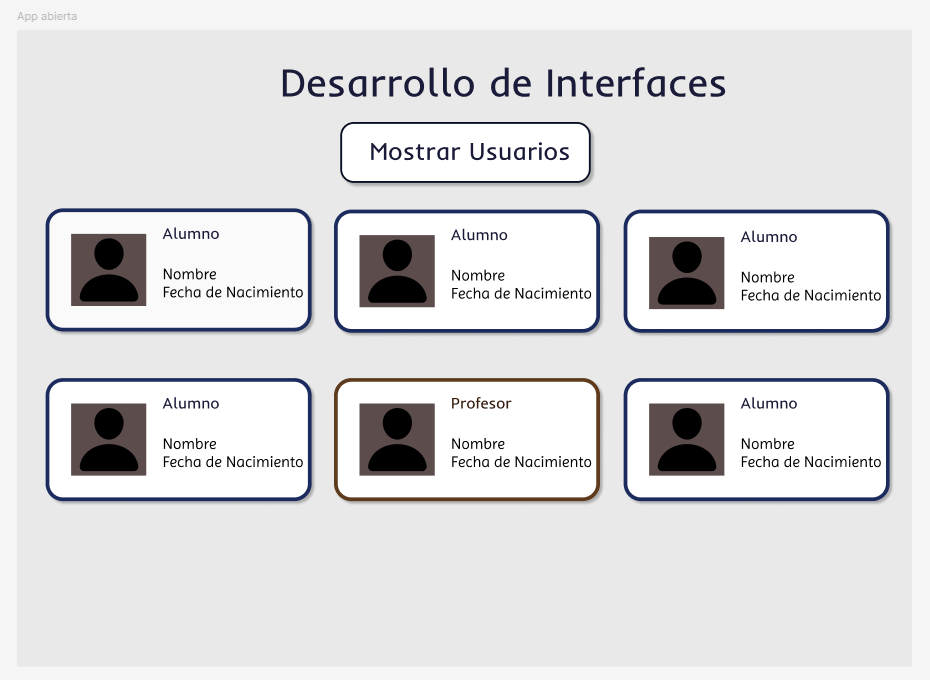 App abierta
Desarrollo de Interfaces
Mostrar Usuarios
Alumno
Nombre
Fecha de Nacimiento
Alumno
Nombre
Fecha de Nacimiento
Alumno
Nombre
Fecha de Nacimiento
Alumno
Nombre
Fecha de Nacimiento
Profesor
Nombre
Fecha de Nacimiento
Alumno
Nombre
Fecha de Nacimiento